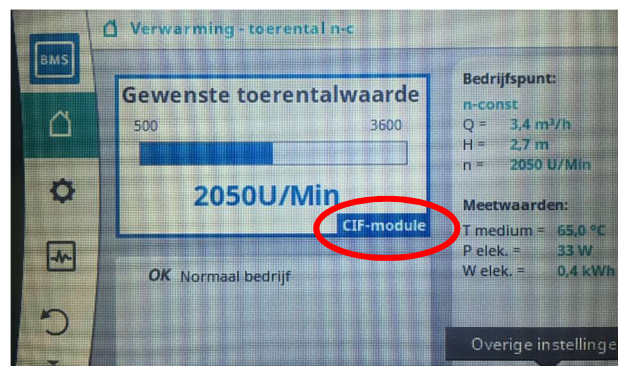 Verwarming - toerental n-c
BMS
Gewenste toerentalwaarde
500 3600
2050U/Min
CIF-module
OK Normaal bedrijf
Bedrijfspunt:
n-const
Q = 3,4 m³/h
H = 2,7 m
n = 2050 U/Min
Meetwaarden:
T medium = 65,0 °C
P elek. = 33 W
W elek. = 0,4 kWh
Overige instellinge